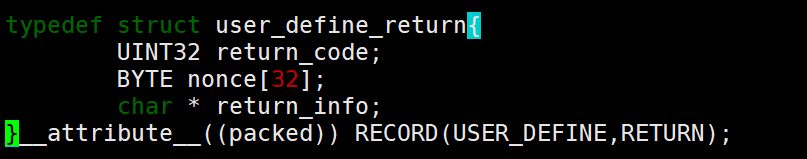 typedef struct user_define_return{
        UINT32 return_code;
        BYTE nonce[32];
        char * return_info;
}__attribute__((packed)) RECORD(USER_DEFINE,RETURN);